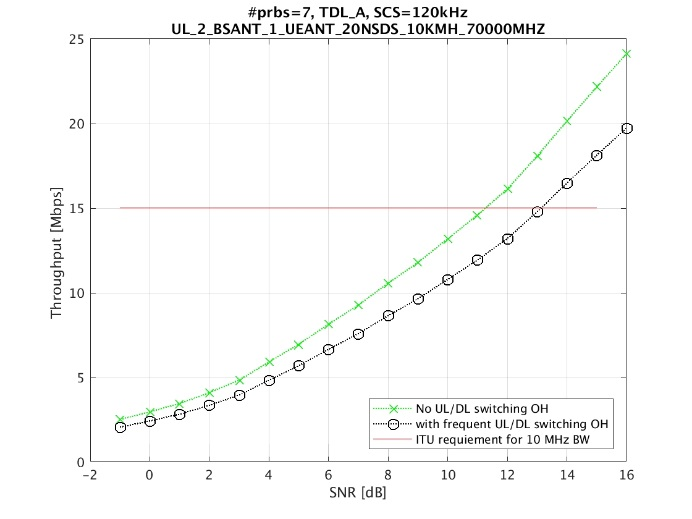 #prbs=7, TDL_A, SCS=120kHz
UL_2_BSANT_1_UEANT_20NSDS_10KMH_70000MHZ
25
20
15
10
5
0
Throughput [Mbps]
-2 0 2 4 6 8 10 12 14 16
SNR [dB]
No UL/DL switching OH
with frequent UL/DL switching OH
ITU requiement for 10 MHz BW